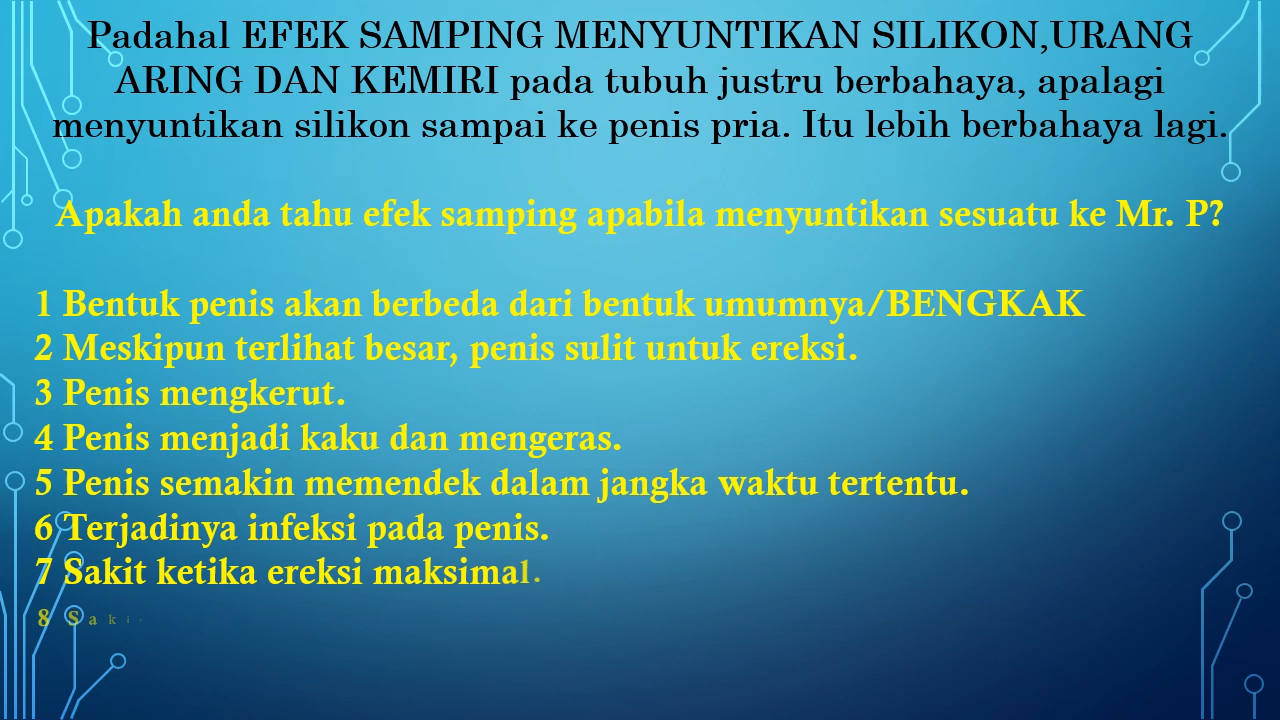 Padahal EFEK SAMPING MENYUNTIKAN SILIKON,URANG
ARING DAN KEMIRI pada tubuh justru berbahaya, apalagi
menyuntikan silikon sampai ke penis pria. Itu lebih berbahaya lagi.
Apakah anda tahu efek samping apabila menyuntikan sesuatu ke Mr. P?
1 Bentuk penis akan berbeda dari bentuk umumnya/BENGKAK
2 Meskipun terlihat besar, penis sulit untuk ereksi.
3 Penis mengkerut.
4 Penis menjadi kaku dan mengeras.
5 Penis semakin memendek dalam jangka waktu tertentu.
6 Terjadinya infeksi pada penis.
7 Sakit ketika ereksi maksimal.
8